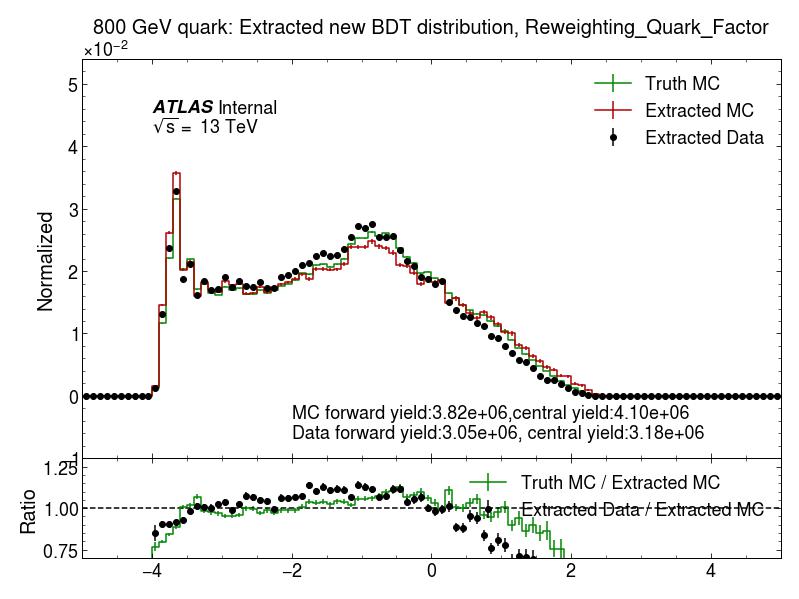 800 GeV quark: Extracted new BDT distribution, Reweighting_Quark_Factor
×10⁻²
ATLAS Internal
√s = 13 TeV
Truth MC
Extracted MC
Extracted Data
Normalized
5
4
3
2
1
0
MC forward yield:3.82e+06,central yield:4.10e+06
Data forward yield:3.05e+06, central yield:3.18e+06
1.25
1.00
0.75
Ratio
Truth MC / Extracted MC
Extracted Data / Extracted MC
−4 −2 0 2 4